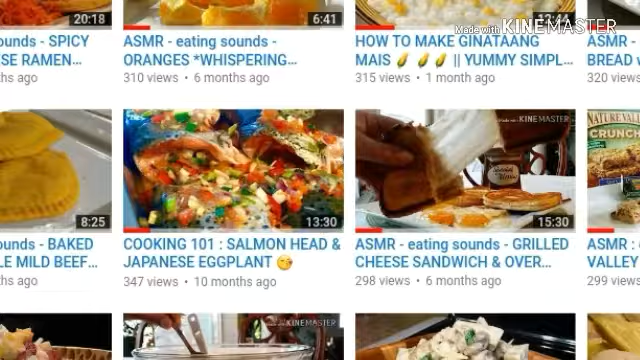 20:18
6:41
Made with KINEMASTER
ounds - SPICY
SE RAMEN...
hs ago
ASMR - eating sounds -
ORANGES *WHISPERING...
310 views • 6 months ago
HOW TO MAKE GINATAANG
MAIS 🌽 🌽 🌽 || YUMMY SIMPL...
315 views • 1 month ago
ASMR -
BREAD
320 views
8:25
13:30
KINEMASTER
15:30
NATURE VALLEY
CRUNCH
ounds - BAKED
LE MILD BEEF...
hs ago
COOKING 101 : SALMON HEAD &
JAPANESE EGGPLANT 😋
347 views • 10 months ago
ASMR - eating sounds - GRILLED
CHEESE SANDWICH & OVER...
298 views • 6 months ago
ASMR :
VALLEY
299 views
KINEMASTER